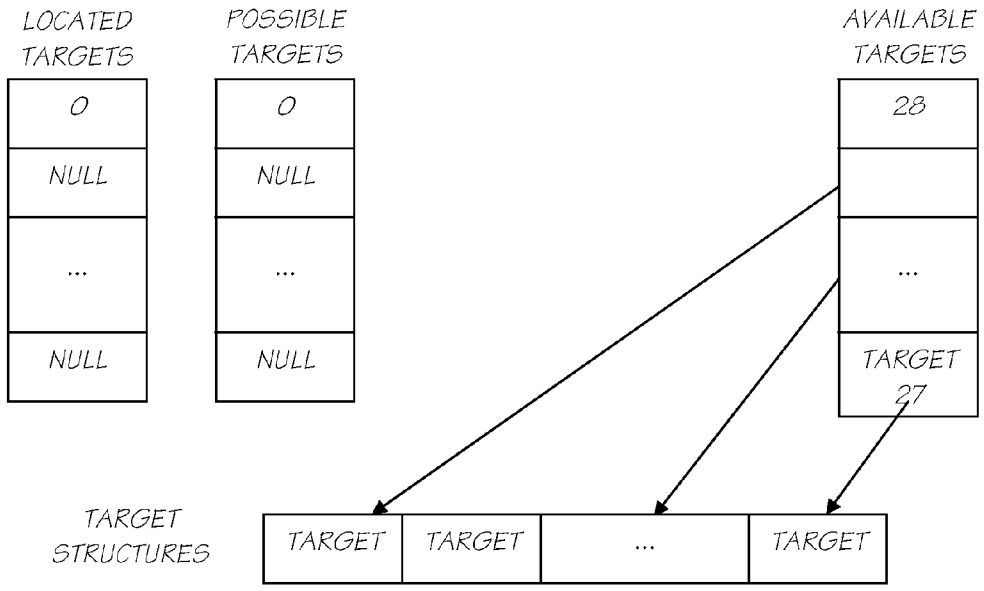 LOCATED
TARGETS
0
NULL
...
NULL
POSSIBLE
TARGETS
0
NULL
...
NULL
AVAILABLE
TARGETS
28
...
TARGET
27
TARGET
STRUCTURES
TARGET
TARGET
...
TARGET